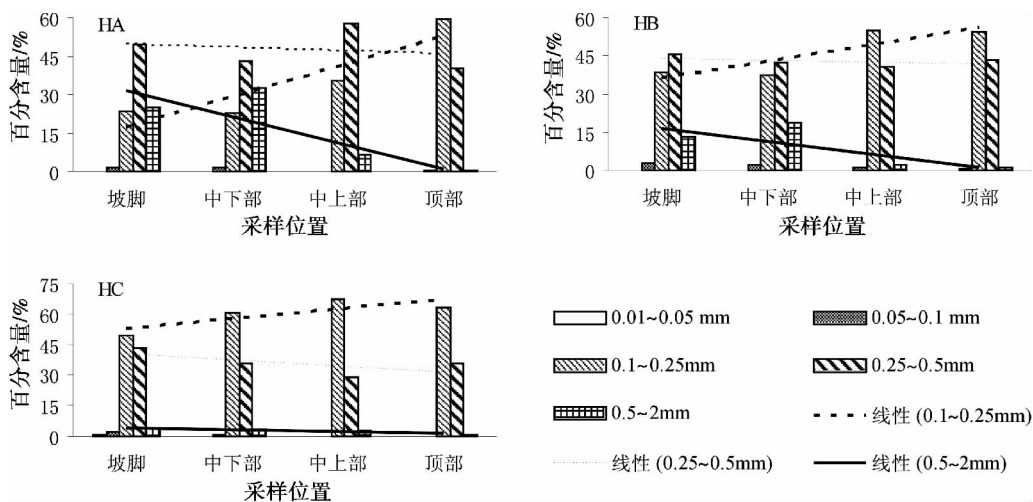 HA
百分含量/%
60
45
30
15
0
坡脚 中下部 中上部 顶部
采样位置
HB
百分含量/%
60
45
30
15
0
坡脚 中下部 中上部 顶部
采样位置
HC
百分含量/%
75
60
45
30
15
0
坡脚 中下部 中上部 顶部
采样位置
0.01~0.05 mm
0.05~0.1 mm
0.1~0.25mm
0.25~0.5mm
0.5~2mm
线性 (0.1~0.25mm)
线性 (0.25~0.5mm)
线性 (0.5~2mm)